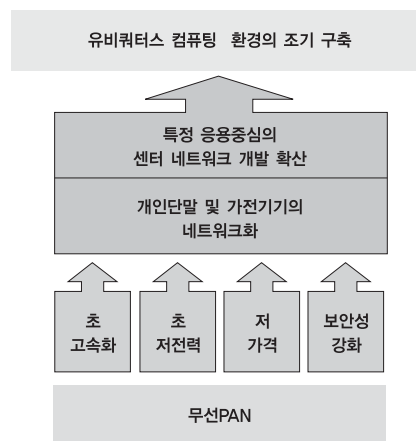 유비쿼터스 컴퓨팅 환경의 조기 구축
특정 응용중심의
센터 네트워크 개발 확산
개인단말 및 가전기기의
네트워크화
초
고속화
초
저전력
저
가격
보안성
강화
무선PAN